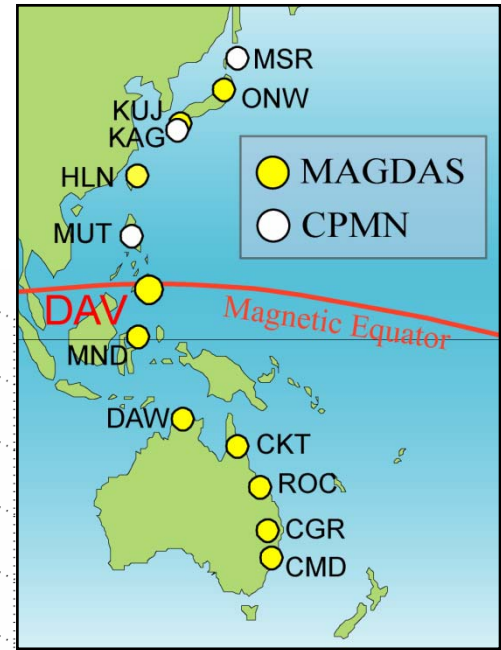 MSR
ONW
KUJ
KAG
HLN
MAGDAS
CPMN
MUT
DAV
Magnetic Equator
MND
DAW
CKT
ROC
CGR
CMD